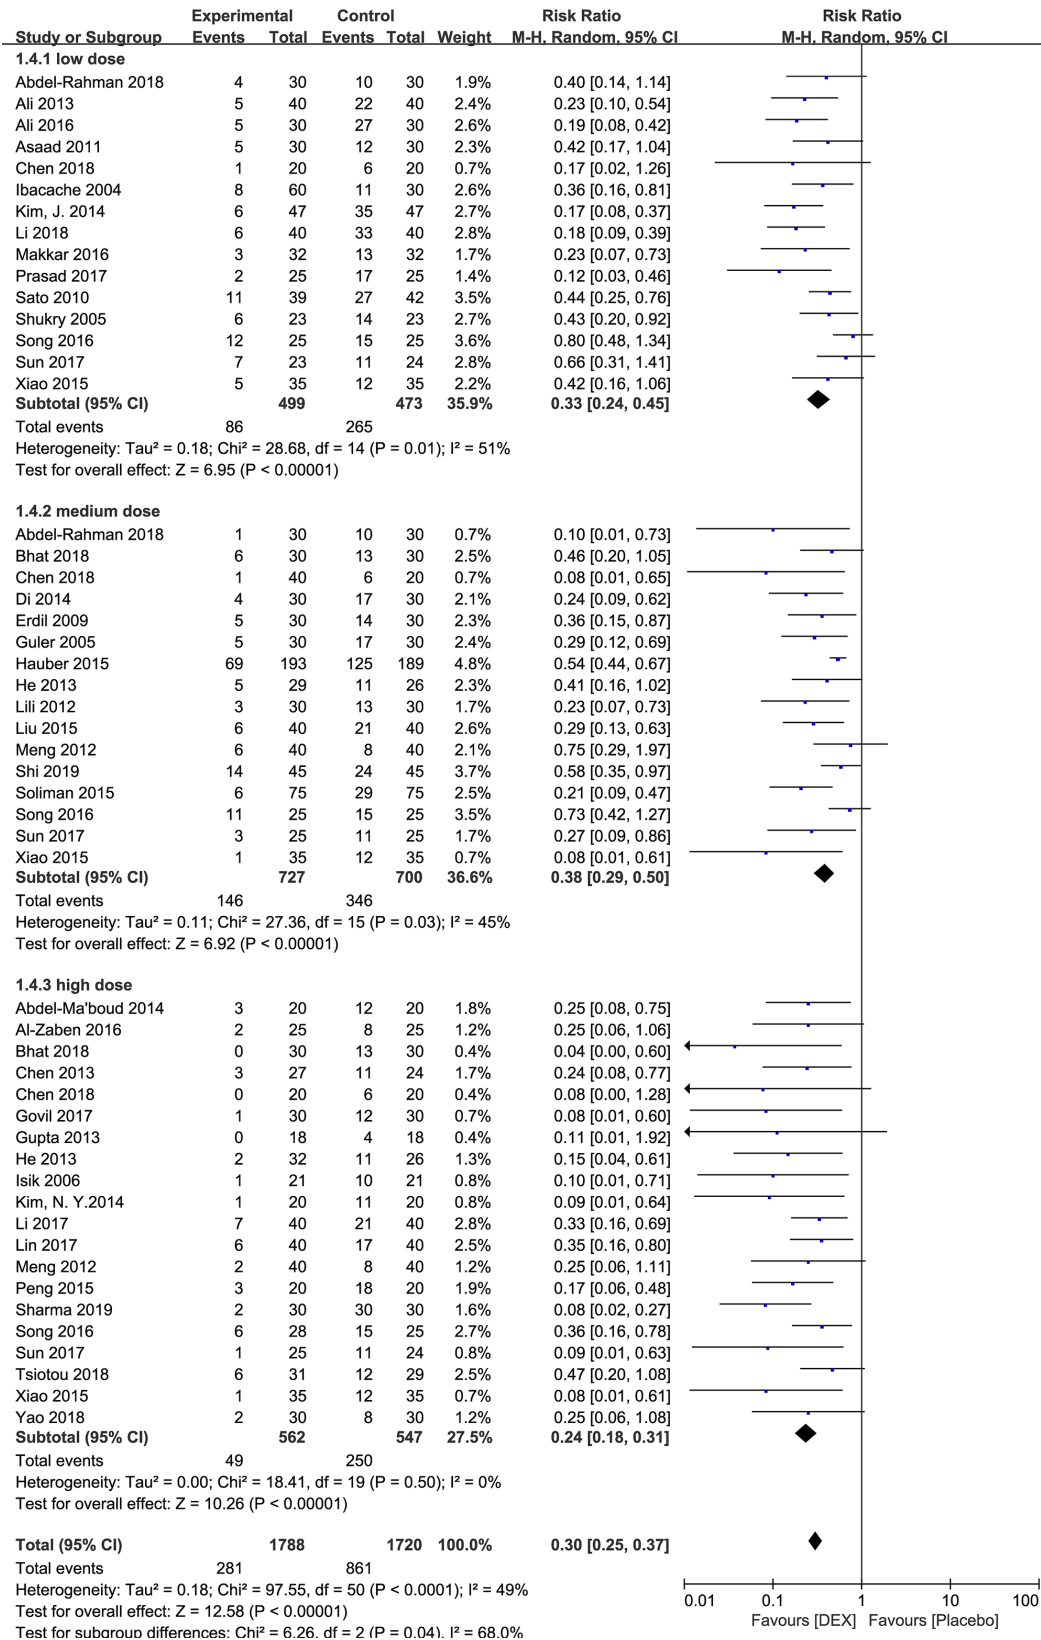 Experimental Control Risk Ratio Risk Ratio
Study or Subgroup Events Total Events Total Weight M-H, Random, 95% CI M-H, Random, 95% CI
1.4.1 low dose
Abdel-Rahman 2018 4 30 10 30 1.9% 0.40 [0.14, 1.14]
Ali 2013 5 40 22 40 2.4% 0.23 [0.10, 0.54]
Ali 2016 5 30 27 30 2.6% 0.19 [0.08, 0.42]
Asaad 2011 5 30 12 30 2.3% 0.42 [0.17, 1.04]
Chen 2018 1 20 6 20 0.7% 0.17 [0.02, 1.26]
Ibacache 2004 8 60 11 30 2.6% 0.36 [0.16, 0.81]
Kim, J. 2014 6 47 35 47 2.7% 0.17 [0.08, 0.37]
Li 2018 6 40 33 40 2.8% 0.18 [0.09, 0.39]
Makkar 2016 3 32 13 32 1.7% 0.23 [0.07, 0.73]
Prasad 2017 2 25 17 25 1.4% 0.12 [0.03, 0.46]
Sato 2010 11 39 27 42 3.5% 0.44 [0.25, 0.76]
Shukry 2005 6 23 14 23 2.7% 0.43 [0.20, 0.92]
Song 2016 12 25 15 25 3.6% 0.80 [0.48, 1.34]
Sun 2017 7 23 11 24 2.8% 0.66 [0.31, 1.41]
Xiao 2015 5 35 12 35 2.2% 0.42 [0.16, 1.06]
Subtotal (95% CI) 499 473 35.9% 0.33 [0.24, 0.45]
Total events 86 265
Heterogeneity: Tau² = 0.18; Chi² = 28.68, df = 14 (P = 0.01); I² = 51%
Test for overall effect: Z = 6.95 (P < 0.00001)
1.4.2 medium dose
Abdel-Rahman 2018 1 30 10 30 0.7% 0.10 [0.01, 0.73]
Bhat 2018 6 30 13 30 2.5% 0.46 [0.20, 1.05]
Chen 2018 1 40 6 20 0.7% 0.08 [0.01, 0.65]
Di 2014 4 30 17 30 2.1% 0.24 [0.09, 0.62]
Erdil 2009 5 30 14 30 2.3% 0.36 [0.15, 0.87]
Guler 2005 5 30 17 30 2.4% 0.29 [0.12, 0.69]
Hauber 2015 69 193 125 189 4.8% 0.54 [0.44, 0.67]
He 2013 5 29 11 26 2.3% 0.41 [0.16, 1.02]
Lili 2012 3 30 13 30 1.7% 0.23 [0.07, 0.73]
Liu 2015 6 40 21 40 2.6% 0.29 [0.13, 0.63]
Meng 2012 6 40 8 40 2.1% 0.75 [0.29, 1.97]
Shi 2019 14 45 24 45 3.7% 0.58 [0.35, 0.97]
Soliman 2015 6 75 29 75 2.5% 0.21 [0.09, 0.47]
Song 2016 11 25 15 25 3.5% 0.73 [0.42, 1.27]
Sun 2017 3 25 11 25 1.7% 0.27 [0.09, 0.86]
Xiao 2015 1 35 12 35 0.7% 0.08 [0.01, 0.61]
Subtotal (95% CI) 727 700 36.6% 0.38 [0.29, 0.50]
Total events 146 346
Heterogeneity: Tau² = 0.11; Chi² = 27.36, df = 15 (P = 0.03); I² = 45%
Test for overall effect: Z = 6.92 (P < 0.00001)
1.4.3 high dose
Abdel-Ma'boud 2014 3 20 12 20 1.8% 0.25 [0.08, 0.75]
Al-Zaben 2016 2 25 8 25 1.2% 0.25 [0.06, 1.06]
Bhat 2018 0 30 13 30 0.4% 0.04 [0.00, 0.60]
Chen 2013 3 27 11 24 1.7% 0.24 [0.08, 0.77]
Chen 2018 0 20 6 20 0.4% 0.08 [0.00, 1.28]
Govil 2017 1 30 12 30 0.7% 0.08 [0.01, 0.60]
Gupta 2013 0 18 4 18 0.4% 0.11 [0.01, 1.92]
He 2013 2 32 11 26 1.3% 0.15 [0.04, 0.61]
Isik 2006 1 21 10 21 0.8% 0.10 [0.01, 0.71]
Kim, N. Y.2014 1 20 11 20 0.8% 0.09 [0.01, 0.64]
Li 2017 7 40 21 40 2.8% 0.33 [0.16, 0.69]
Lin 2017 6 40 17 40 2.5% 0.35 [0.16, 0.80]
Meng 2012 2 40 8 40 1.2% 0.25 [0.06, 1.11]
Peng 2015 3 20 18 20 1.9% 0.17 [0.06, 0.48]
Sharma 2019 2 30 30 30 1.6% 0.08 [0.02, 0.27]
Song 2016 6 28 15 25 2.7% 0.36 [0.16, 0.78]
Sun 2017 1 25 11 24 0.8% 0.09 [0.01, 0.63]
Tsiotou 2018 6 31 12 29 2.5% 0.47 [0.20, 1.08]
Xiao 2015 1 35 12 35 0.7% 0.08 [0.01, 0.61]
Yao 2018 2 30 8 30 1.2% 0.25 [0.06, 1.08]
Subtotal (95% CI) 562 547 27.5% 0.24 [0.18, 0.31]
Total events 49 250
Heterogeneity: Tau² = 0.00; Chi² = 18.41, df = 19 (P = 0.50); I² = 0%
Test for overall effect: Z = 10.26 (P < 0.00001)
Total (95% CI) 1788 1720 100.0% 0.30 [0.25, 0.37]
Total events 281 861
Heterogeneity: Tau² = 0.18; Chi² = 97.55, df = 50 (P < 0.0001); I² = 49%
Test for overall effect: Z = 12.58 (P < 0.00001)
Test for subgroup differences: Chi² = 6.26, df = 2 (P = 0.04), I² = 68.0%
0.01 0.1 1 10 100
Favours [DEX] Favours [Placebo]